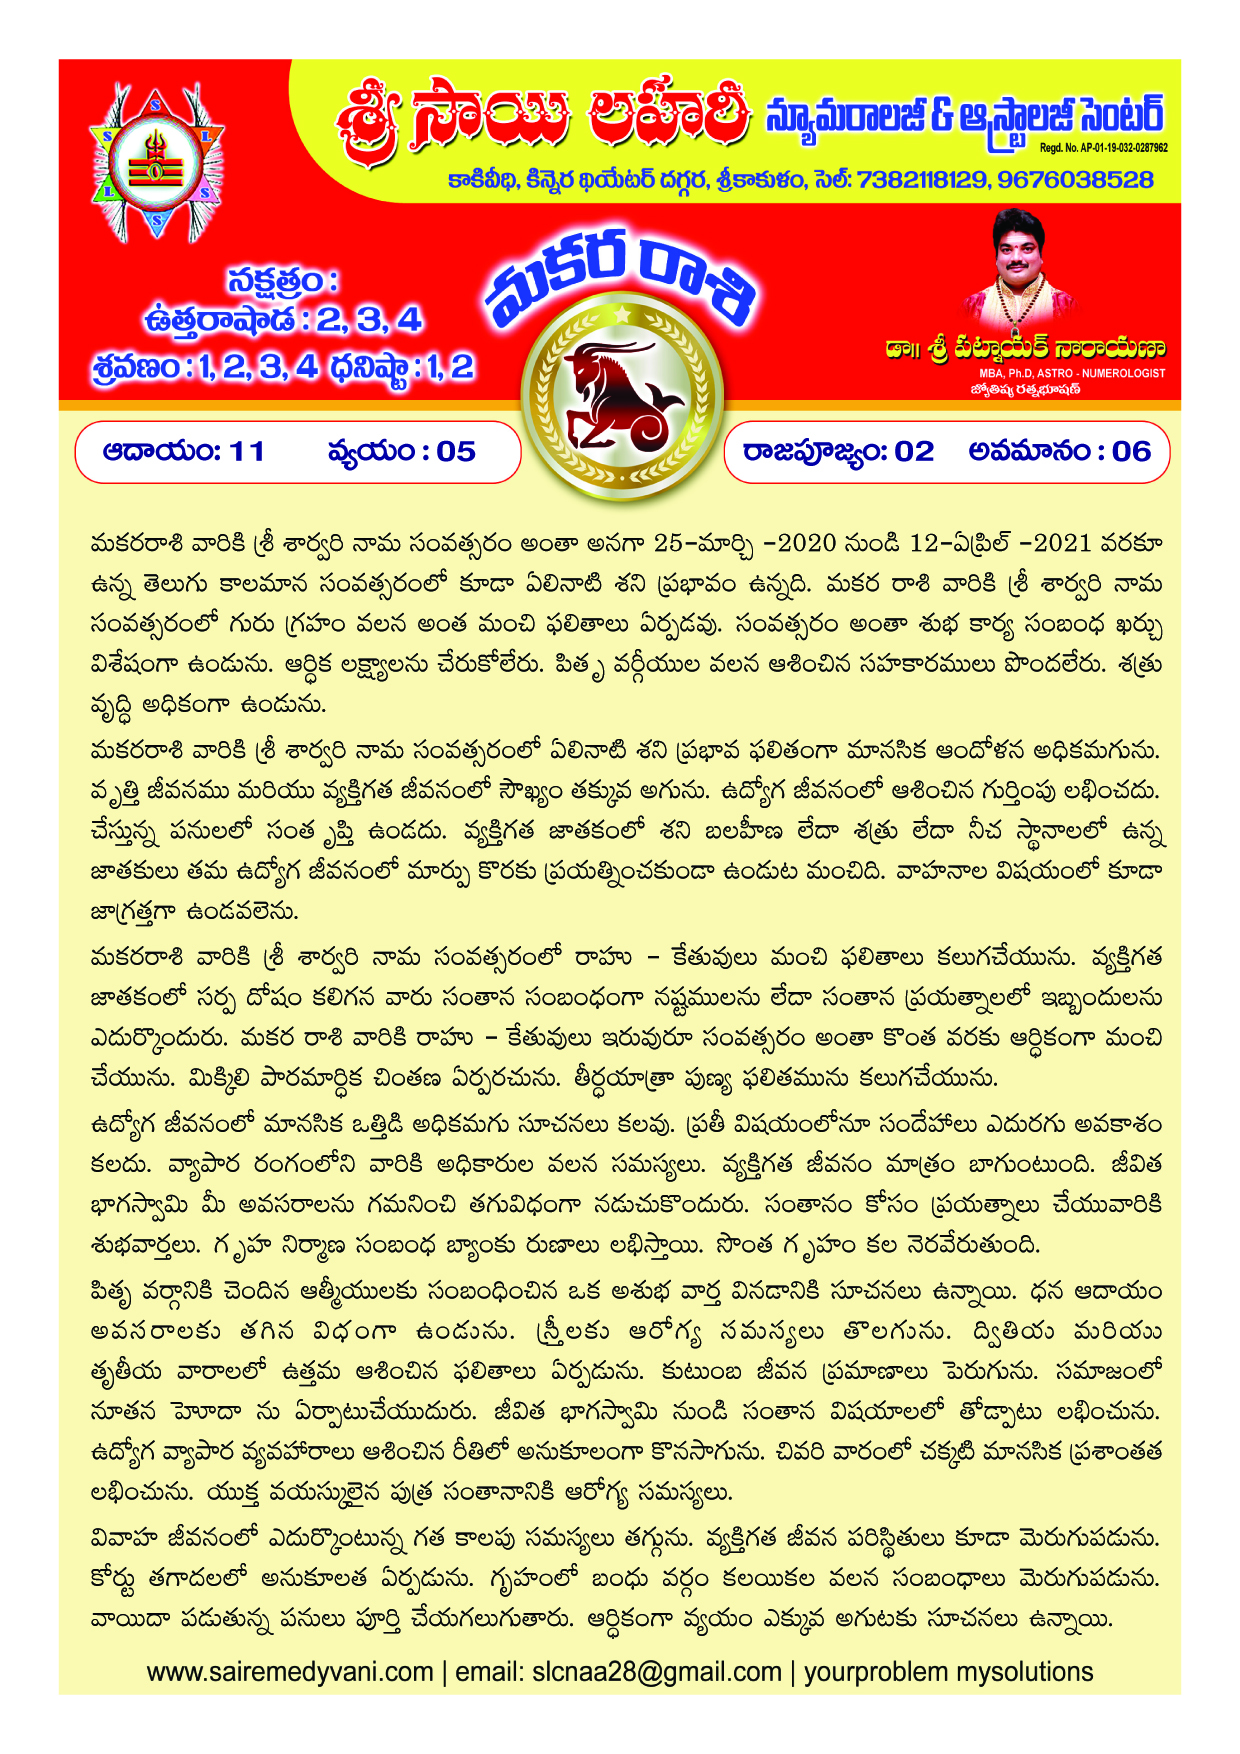 శ్రీ సాయి లహరి న్యూమరాలజీ & ఆస్ట్రాలజీ సెంటర్
Regd. No. AP-01-19-032-0287962
కాకివీధి, కిన్నెర థియేటర్ దగ్గర, శ్రీకాకుళం, సెల్: 7382118129, 9676038528
S
S
L
L
S
S
మకర రాశి
నక్షత్రం :
ఉత్తరాషాడ : 2, 3, 4
శ్రవణం : 1, 2, 3, 4 ధనిష్టా : 1, 2
డా॥ శ్రీ పట్నాయక్ నారాయణా
MBA, Ph.D, ASTRO - NUMEROLOGIST
జ్యోతిష్య రత్నభూషణ్
ఆదాయం: 11 వ్యయం : 05 రాజపూజ్యం: 02 అవమానం : 06
మకరరాశి వారికి శ్రీ శార్వరి నామ సంవత్సరం అంతా అనగా 25-మార్చి -2020 నుండి 12-ఏప్రిల్ -2021 వరకూ
ఉన్న తెలుగు కాలమాన సంవత్సరంలో కూడా ఏలినాటి శని ప్రభావం ఉన్నది. మకర రాశి వారికి శ్రీ శార్వరి నామ
సంవత్సరంలో గురు గ్రహం వలన అంత మంచి ఫలితాలు ఏర్పడవు. సంవత్సరం అంతా శుభ కార్య సంబంధ ఖర్చు
విశేషంగా ఉండును. ఆర్ధిక లక్ష్యాలను చేరుకోలేరు. పితృ వర్గీయుల వలన ఆశించిన సహకారములు పొందలేరు. శత్రు
వృద్ధి అధికంగా ఉండును.
మకరరాశి వారికి శ్రీ శార్వరి నామ సంవత్సరంలో ఏలినాటి శని ప్రభావ ఫలితంగా మానసిక ఆందోళన అధికమగును.
వృత్తి జీవనము మరియు వ్యక్తిగత జీవనంలో సౌఖ్యం తక్కువ అగును. ఉద్యోగ జీవనంలో ఆశించిన గుర్తింపు లభించదు.
చేస్తున్న పనులలో సంతృప్తి ఉండదు. వ్యక్తిగత జాతకంలో శని బలహీణ లేదా శత్రు లేదా నీచ స్థానాలలో ఉన్న
జాతకులు తమ ఉద్యోగ జీవనంలో మార్పు కొరకు ప్రయత్నించకుండా ఉండుట మంచిది. వాహనాల విషయంలో కూడా
జాగ్రత్తగా ఉండవలెను.
మకరరాశి వారికి శ్రీ శార్వరి నామ సంవత్సరంలో రాహు - కేతువులు మంచి ఫలితాలు కలుగచేయును. వ్యక్తిగత
జాతకంలో సర్ప దోషం కలిగన వారు సంతాన సంబంధంగా నష్టములను లేదా సంతాన ప్రయత్నాలలో ఇబ్బందులను
ఎదుర్కొందురు. మకర రాశి వారికి రాహు - కేతువులు ఇరువురూ సంవత్సరం అంతా కొంత వరకు ఆర్ధికంగా మంచి
చేయును. మిక్కిలి పారమార్ధిక చింతణ ఏర్పరచును. తీర్ధయాత్రా పుణ్య ఫలితమును కలుగచేయును.
ఉద్యోగ జీవనంలో మానసిక ఒత్తిడి అధికమగు సూచనలు కలవు. ప్రతీ విషయంలోనూ సందేహాలు ఎదురగు అవకాశం
కలదు. వ్యాపార రంగంలోని వారికి అధికారుల వలన సమస్యలు. వ్యక్తిగత జీవనం మాత్రం బాగుంటుంది. జీవిత
భాగస్వామి మీ అవసరాలను గమనించి తగువిధంగా నడుచుకొందురు. సంతానం కోసం ప్రయత్నాలు చేయువారికి
శుభవార్తలు. గృహ నిర్మాణ సంబంధ బ్యాంకు రుణాలు లభిస్తాయి. సొంత గృహం కల నెరవేరుతుంది.
పితృ వర్గానికి చెందిన ఆత్మీయులకు సంబంధించిన ఒక అశుభ వార్త వినడానికి సూచనలు ఉన్నాయి. ధన ఆదాయం
అవసరాలకు తగిన విధంగా ఉండును. స్త్రీలకు ఆరోగ్య సమస్యలు తొలగును. ద్వితియ మరియు
తృతీయ వారాలలో ఉత్తమ ఆశించిన ఫలితాలు ఏర్పడును. కుటుంబ జీవన ప్రమాణాలు పెరుగును. సమాజంలో
నూతన హెూదా ను ఏర్పాటుచేయుదురు. జీవిత భాగస్వామి నుండి సంతాన విషయాలలో తోడ్పాటు లభించును.
ఉద్యోగ వ్యాపార వ్యవహారాలు ఆశించిన రీతిలో అనుకూలంగా కొనసాగును. చివరి వారంలో చక్కటి మానసిక ప్రశాంతత
లభించును. యుక్త వయస్కులైన పుత్ర సంతానానికి ఆరోగ్య సమస్యలు.
వివాహ జీవనంలో ఎదుర్కొంటున్న గత కాలపు సమస్యలు తగ్గును. వ్యక్తిగత జీవన పరిస్థితులు కూడా మెరుగుపడును.
కోర్టు తగాదలలో అనుకూలత ఏర్పడును. గృహంలో బంధు వర్గం కలయికల వలన సంబంధాలు మెరుగుపడును.
వాయిదా పడుతున్న పనులు పూర్తి చేయగలుగుతారు. ఆర్ధికంగా వ్యయం ఎక్కువ అగుటకు సూచనలు ఉన్నాయి.
www.sairemedyvani.com | email: slcnaa28@gmail.com | yourproblem mysolutions